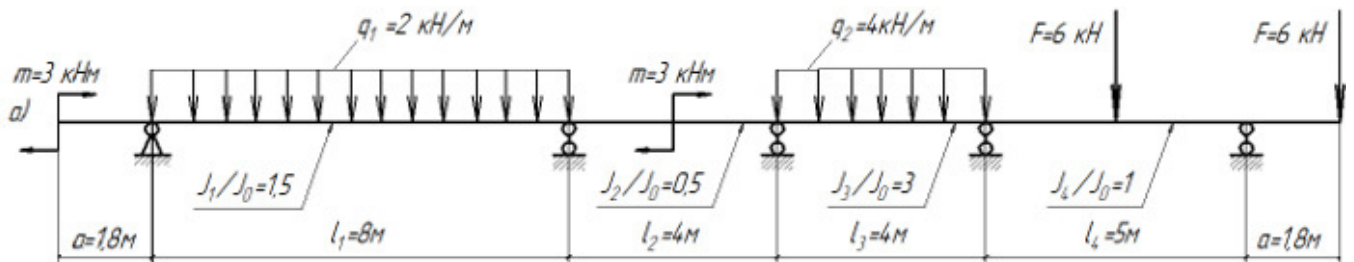 q₁=2 кН/м
q₂=4кН/м
F=6 кН
F=6 кН
m=3 кНм
m=3 кНм
а)
J₁/J₀=1,5
J₂/J₀=0,5
J₃/J₀=3
J₄/J₀=1
a=1,8м
l₁=8м
l₂=4м
l₃=4м
l₄=5м
a=1,8м